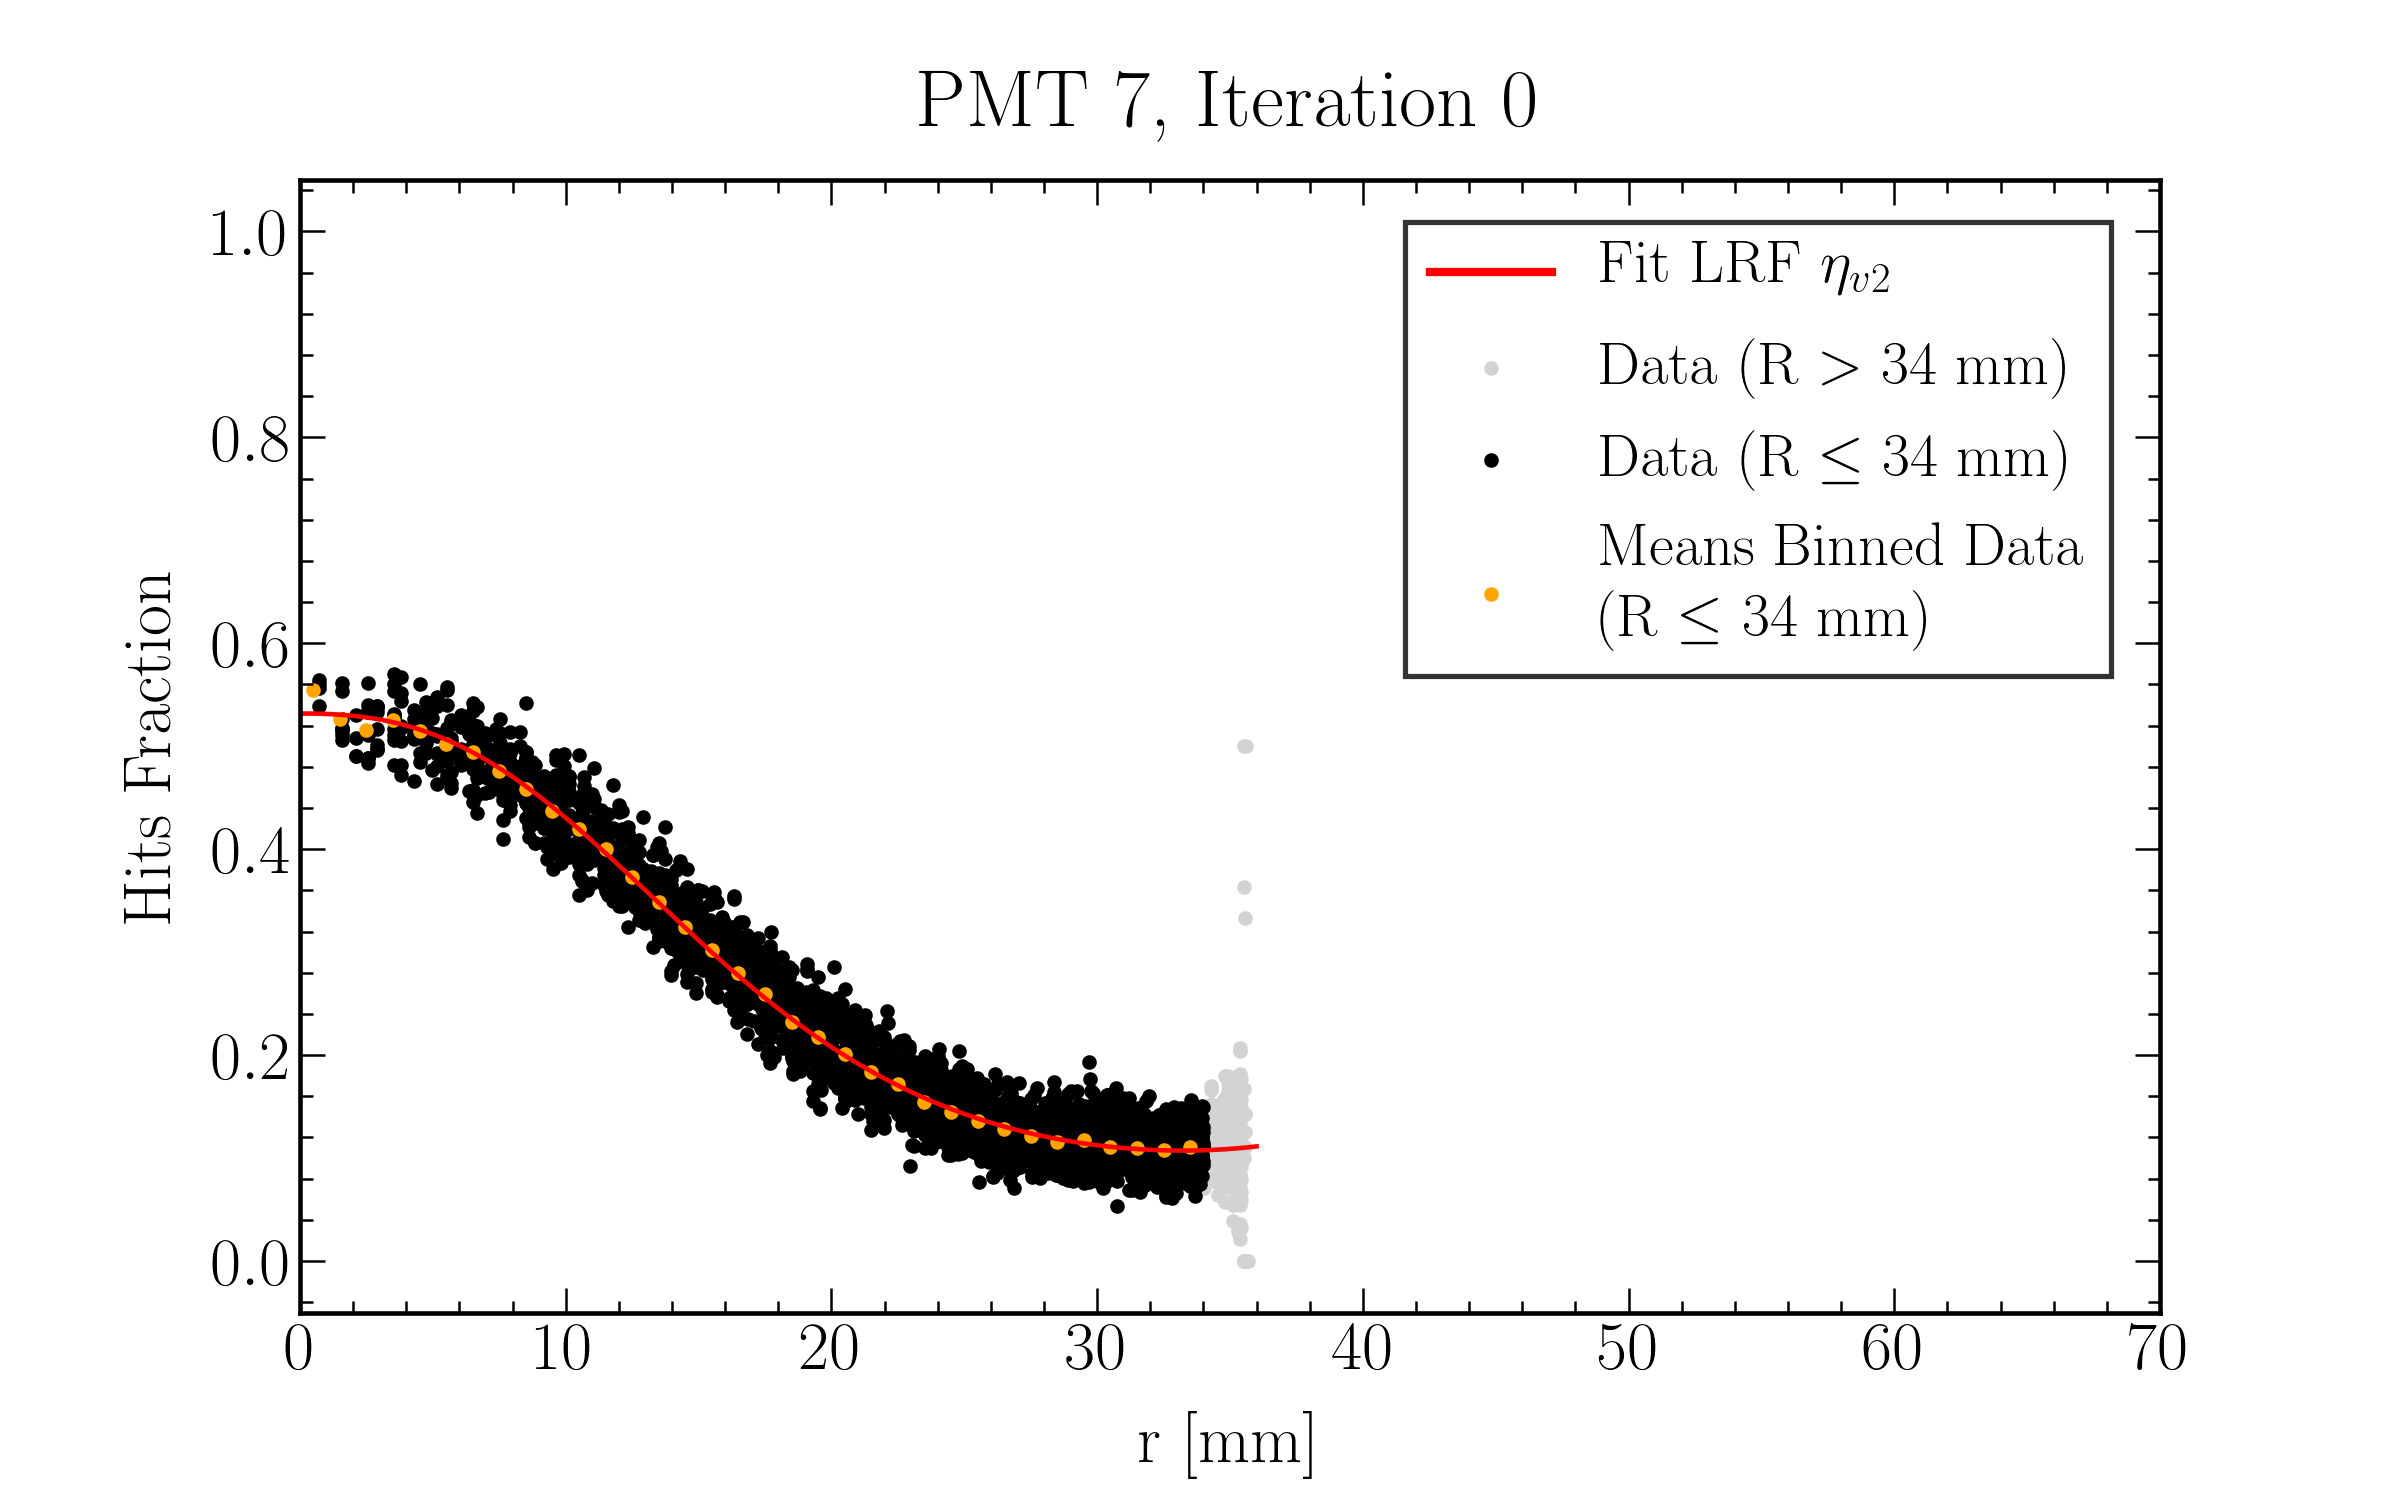 PMT 7, Iteration 0
Hits Fraction
1.0
0.8
0.6
0.4
0.2
0.0
Fit LRF η_{v2}
Data (R > 34 mm)
Data (R ≤ 34 mm)
Means Binned Data
(R ≤ 34 mm)
0 10 20 30 40 50 60 70
r [mm]